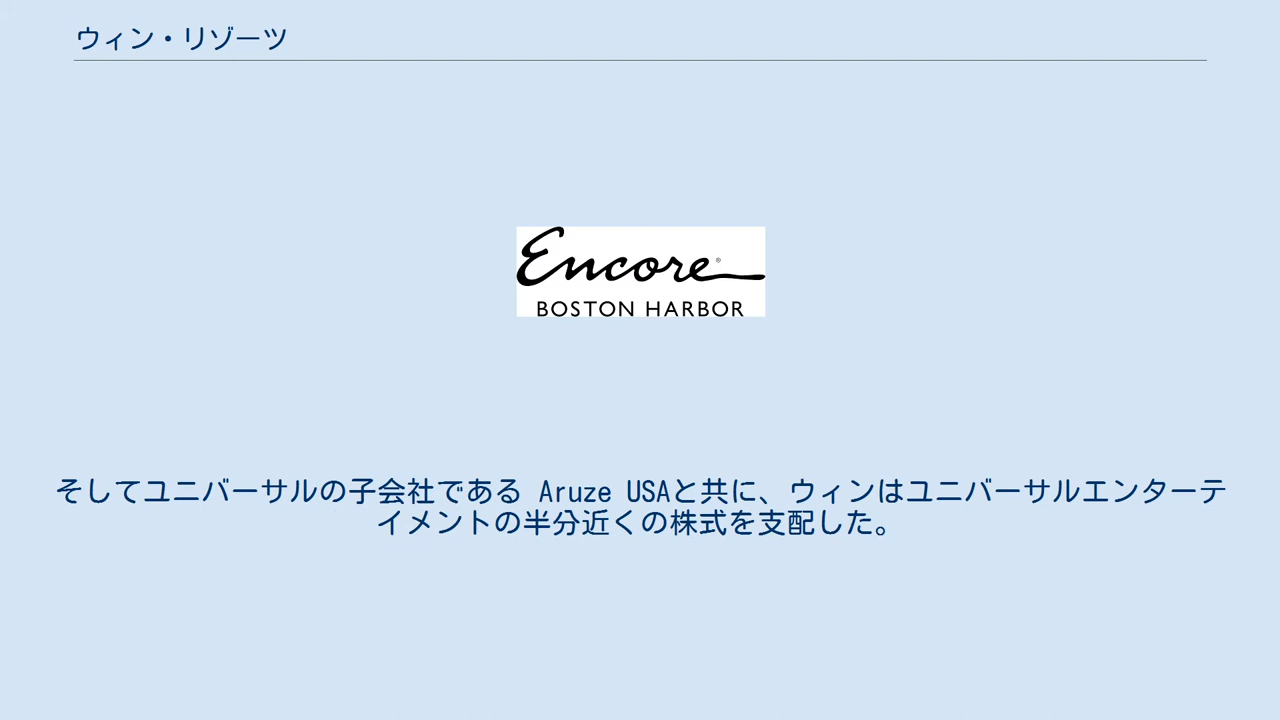 ウィン・リゾーツ
Encore®
BOSTON HARBOR
そしてユニバーサルの子会社である Aruze USAと共に、ウィンはユニバーサルエンターテ
イメントの半分近くの株式を支配した。